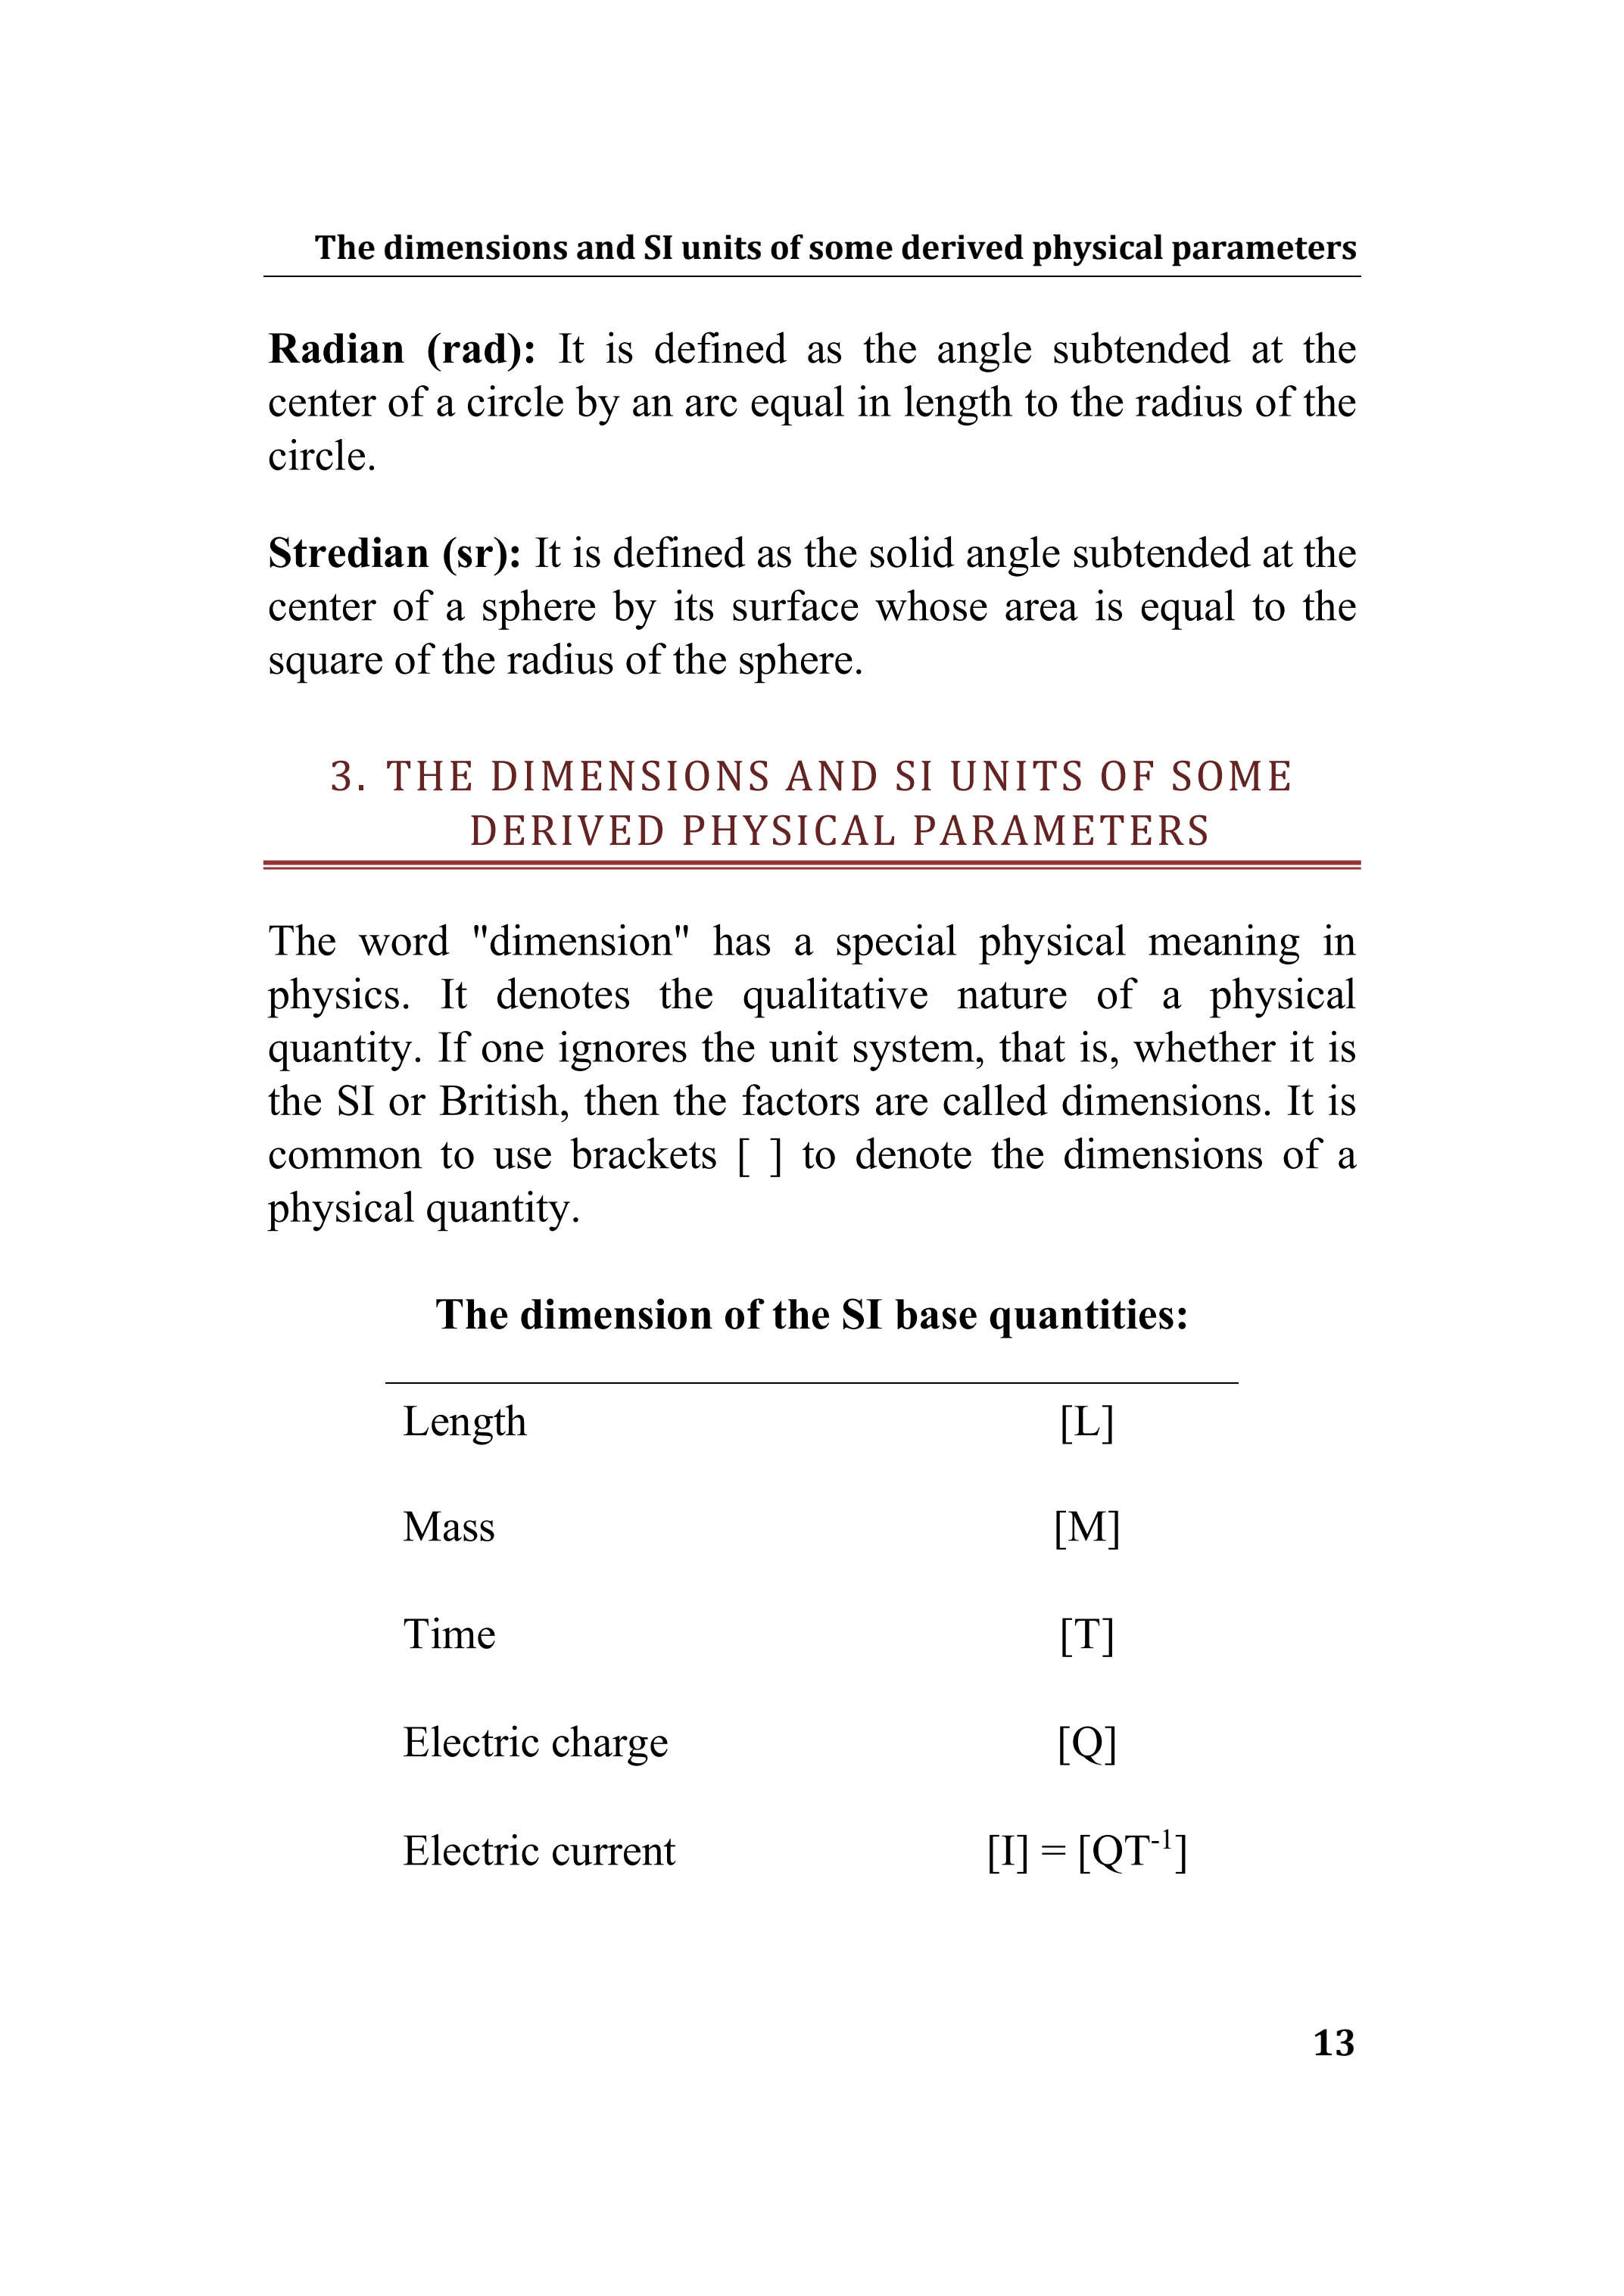 The dimensions and SI units of some derived physical parameters
Radian (rad): It is defined as the angle subtended at the
center of a circle by an arc equal in length to the radius of the
circle.
Stredian (sr): It is defined as the solid angle subtended at the
center of a sphere by its surface whose area is equal to the
square of the radius of the sphere.
3. THE DIMENSIONS AND SI UNITS OF SOME
DERIVED PHYSICAL PARAMETERS
The word "dimension" has a special physical meaning in
physics. It denotes the qualitative nature of a physical
quantity. If one ignores the unit system, that is, whether it is
the SI or British, then the factors are called dimensions. It is
common to use brackets [ ] to denote the dimensions of a
physical quantity.
The dimension of the SI base quantities:
Length [L]
Mass [M]
Time [T]
Electric charge [Q]
Electric current [I] = [QT⁻¹]
13